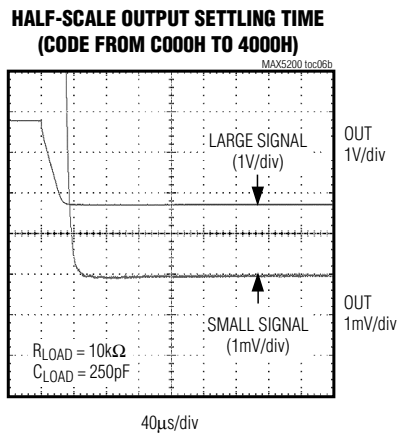 HALF-SCALE OUTPUT SETTLING TIME
(CODE FROM C000H TO 4000H)
MAX5200 toc06b
LARGE SIGNAL
(1V/div)
OUT
1V/div
SMALL SIGNAL
(1mV/div)
OUT
1mV/div
RLOAD = 10kΩ
CLOAD = 250pF
40μs/div